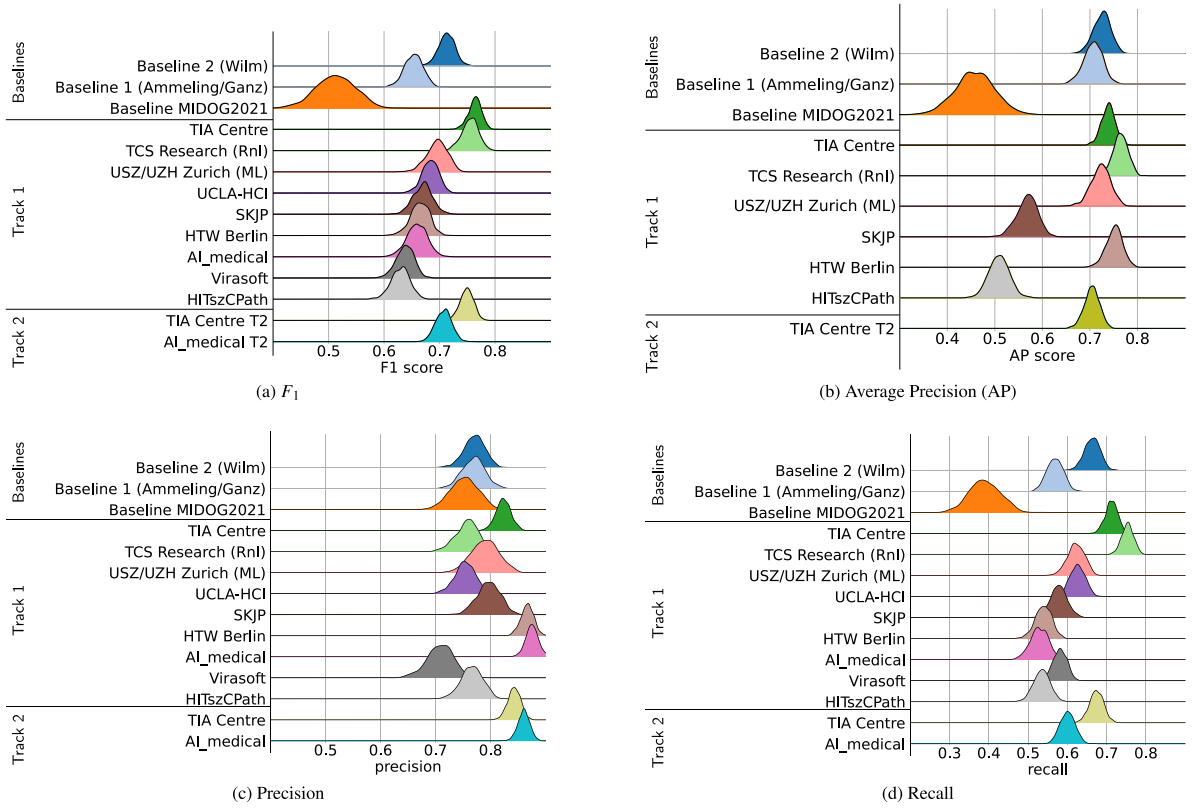 Baselines
Baseline 2 (Wilm)
Baseline 1 (Ammeling/Ganz)
Baseline MIDOG2021
Track 1
TIA Centre
TCS Research (RnI)
USZ/UZH Zurich (ML)
UCLA-HCI
SKJP
HTW Berlin
AI_medical
Virasoft
HITszCPath
Track 2
TIA Centre T2
AI_medical T2
0.5 0.6 0.7 0.8
F1 score
(a) F1
Baselines
Baseline 2 (Wilm)
Baseline 1 (Ammeling/Ganz)
Baseline MIDOG2021
Track 1
TIA Centre
TCS Research (RnI)
USZ/UZH Zurich (ML)
SKJP
HTW Berlin
HITszCPath
Track 2
TIA Centre T2
0.4 0.5 0.6 0.7 0.8
AP score
(b) Average Precision (AP)
Baselines
Baseline 2 (Wilm)
Baseline 1 (Ammeling/Ganz)
Baseline MIDOG2021
Track 1
TIA Centre
TCS Research (RnI)
USZ/UZH Zurich (ML)
UCLA-HCI
SKJP
HTW Berlin
AI_medical
Virasoft
HITszCPath
Track 2
TIA Centre
AI_medical
0.5 0.6 0.7 0.8
precision
(c) Precision
Baselines
Baseline 2 (Wilm)
Baseline 1 (Ammeling/Ganz)
Baseline MIDOG2021
Track 1
TIA Centre
TCS Research (RnI)
USZ/UZH Zurich (ML)
UCLA-HCI
SKJP
HTW Berlin
AI_medical
Virasoft
HITszCPath
Track 2
TIA Centre
AI_medical
0.3 0.4 0.5 0.6 0.7 0.8
recall
(d) Recall